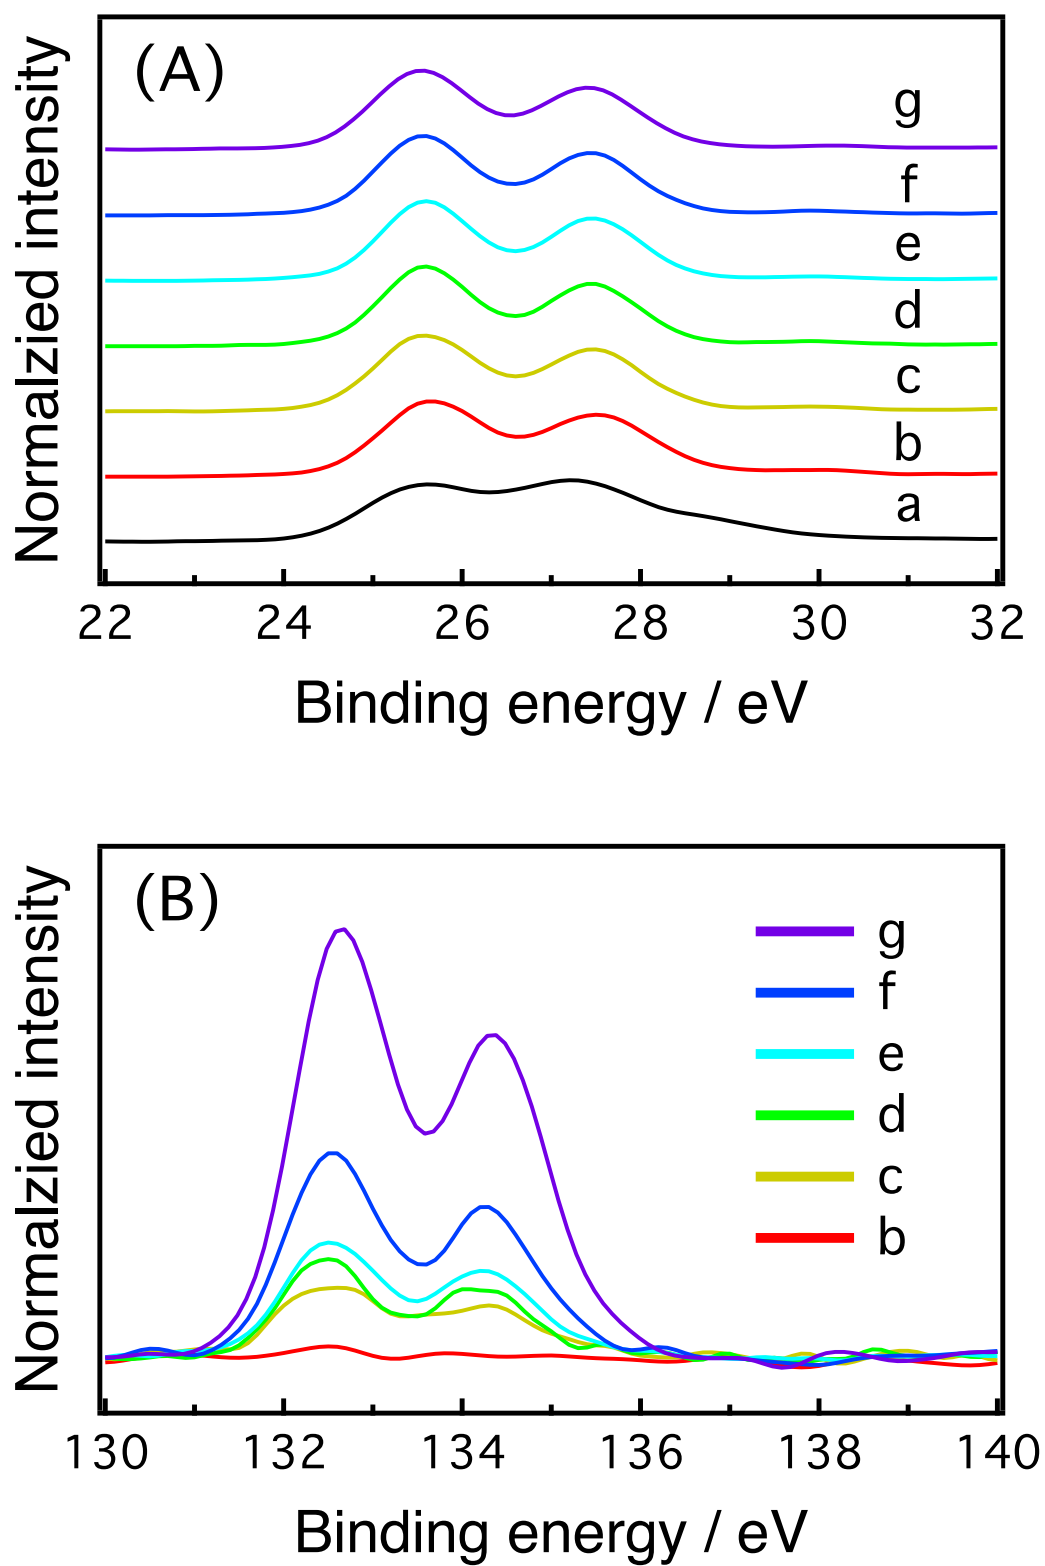 (A)
Normalzied intensity
g
f
e
d
c
b
a
22 24 26 28 30 32
Binding energy / eV
(B)
Normalzied intensity
g
f
e
d
c
b
130 132 134 136 138 140
Binding energy / eV